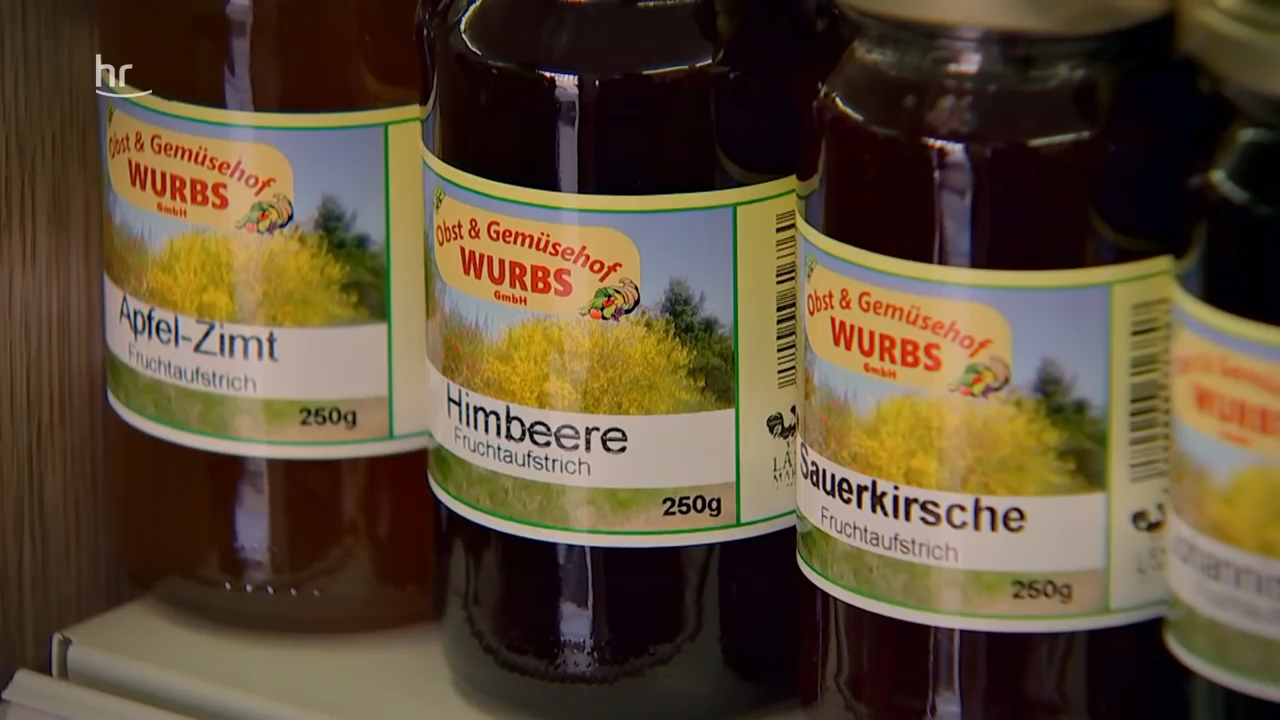 hr
Obst & Gemüsehof
WURBS
GmbH
Apfel-Zimt
Fruchtaufstrich
250g
Obst & Gemüsehof
WURBS
GmbH
Himbeere
Fruchtaufstrich
250g
Obst & Gemüsehof
WURBS
GmbH
Sauerkirsche
Fruchtaufstrich
250g
WURBS